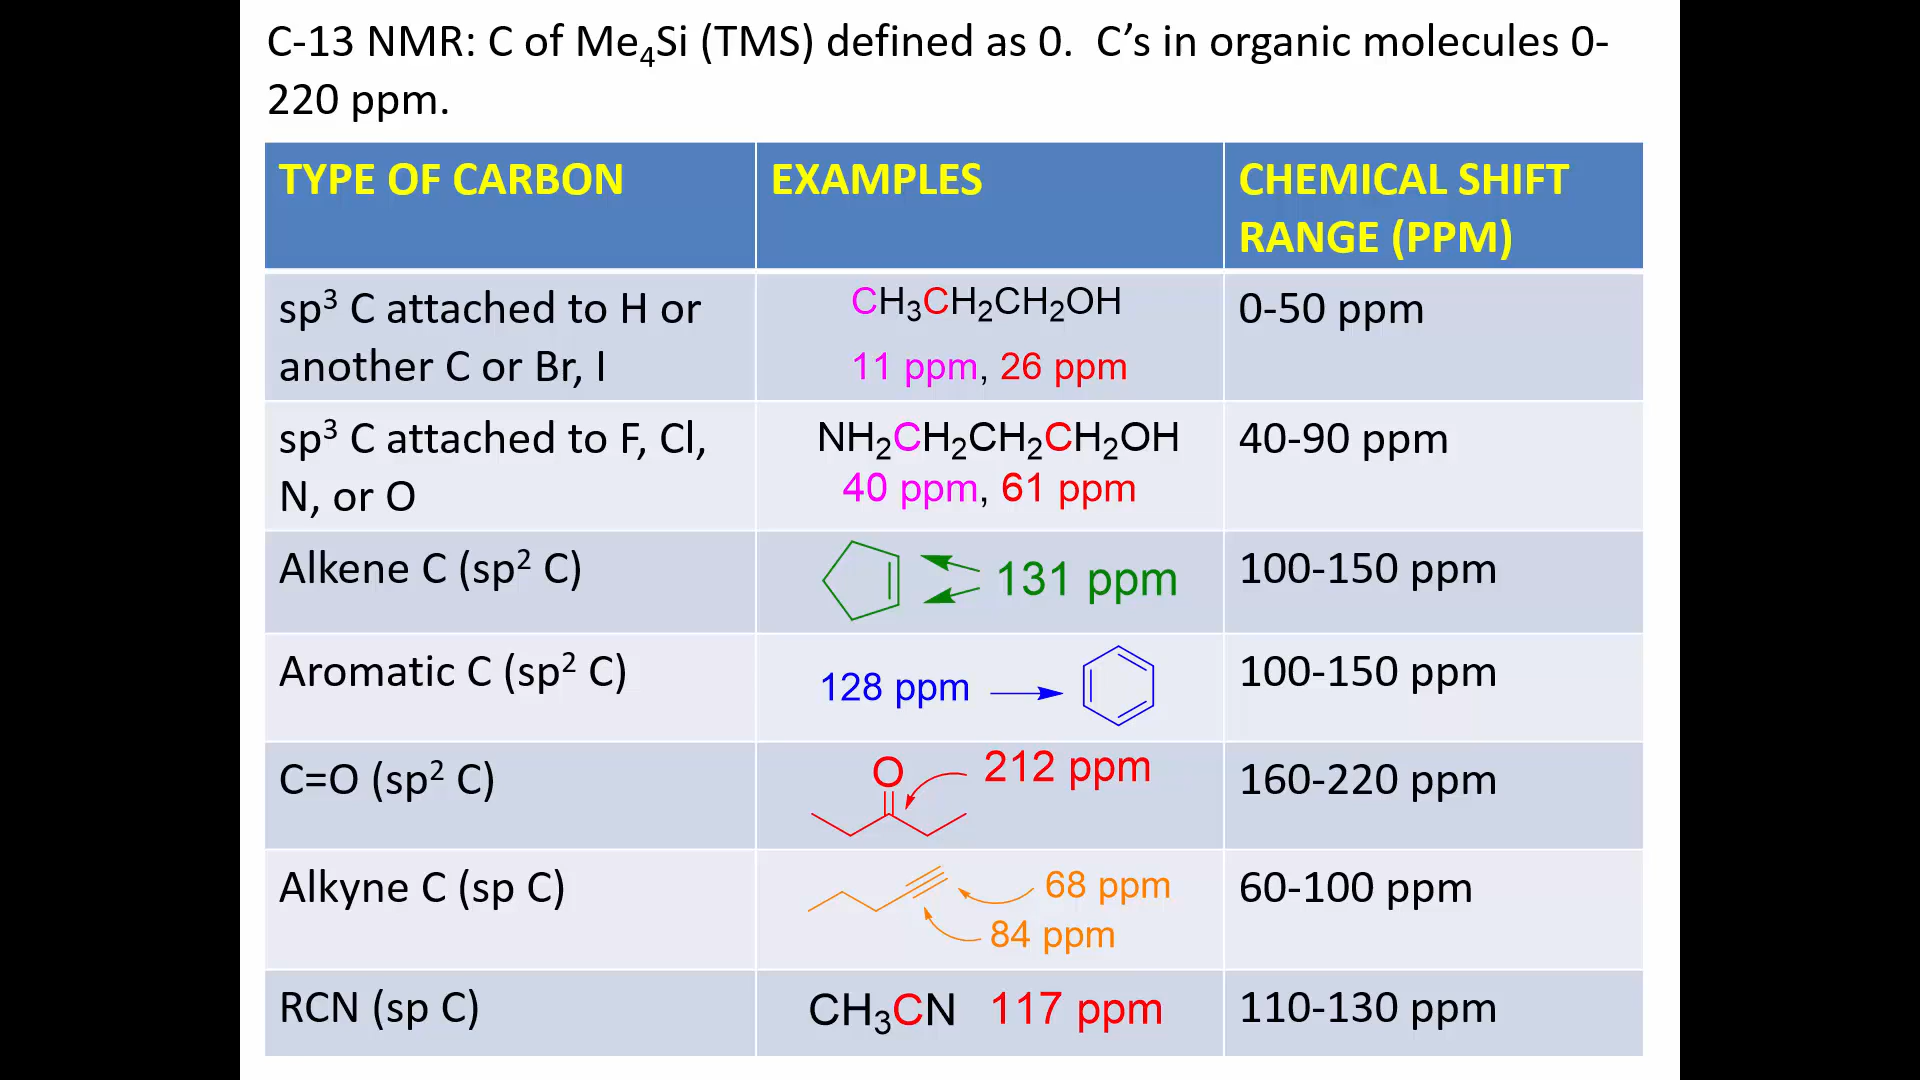 C-13 NMR: C of Me₄Si (TMS) defined as 0.  C’s in organic molecules 0-
220 ppm.
TYPE OF CARBON
EXAMPLES
CHEMICAL SHIFT
RANGE (PPM)
sp³ C attached to H or
another C or Br, I
CH₃CH₂CH₂OH
11 ppm, 26 ppm
0-50 ppm
sp³ C attached to F, Cl,
N, or O
NH₂CH₂CH₂CH₂OH
40 ppm, 61 ppm
40-90 ppm
Alkene C (sp² C)
131 ppm
100-150 ppm
Aromatic C (sp² C)
128 ppm
100-150 ppm
C=O (sp² C)
O
212 ppm
160-220 ppm
Alkyne C (sp C)
68 ppm
84 ppm
60-100 ppm
RCN (sp C)
CH₃CN 117 ppm
110-130 ppm